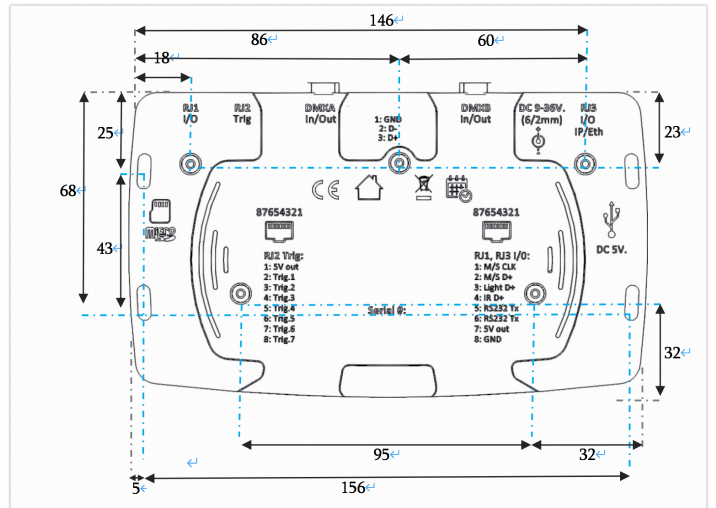 146↵
86↵
60↵
18↵
RJ1
I/O
RJ2
Trig
DMXA
In/Out
1: GND
2: D-
3: D+
DMXB
In/Out
DC 9-36V.
(6/2mm)
RJ3
I/O
IP/Eth
25↵
23↵
68↵
43↵
CE
micro
SD
87654321
87654321
DC 5V.
RJ2 Trig:
1: 5V out
2: Trig.1
3: Trig.2
4: Trig.3
5: Trig.4
6: Trig.5
7: Trig.6
8: Trig.7
Serial #:
RJ1, RJ3 I/O:
1: M/S CLK
2: M/S D+
3: Light D+
4: IR D+
5: RS232 Tx
6: RS232 Tx
7: 5V out
8: GND
32↵
95↵
32↵
↵
5↵
156↵